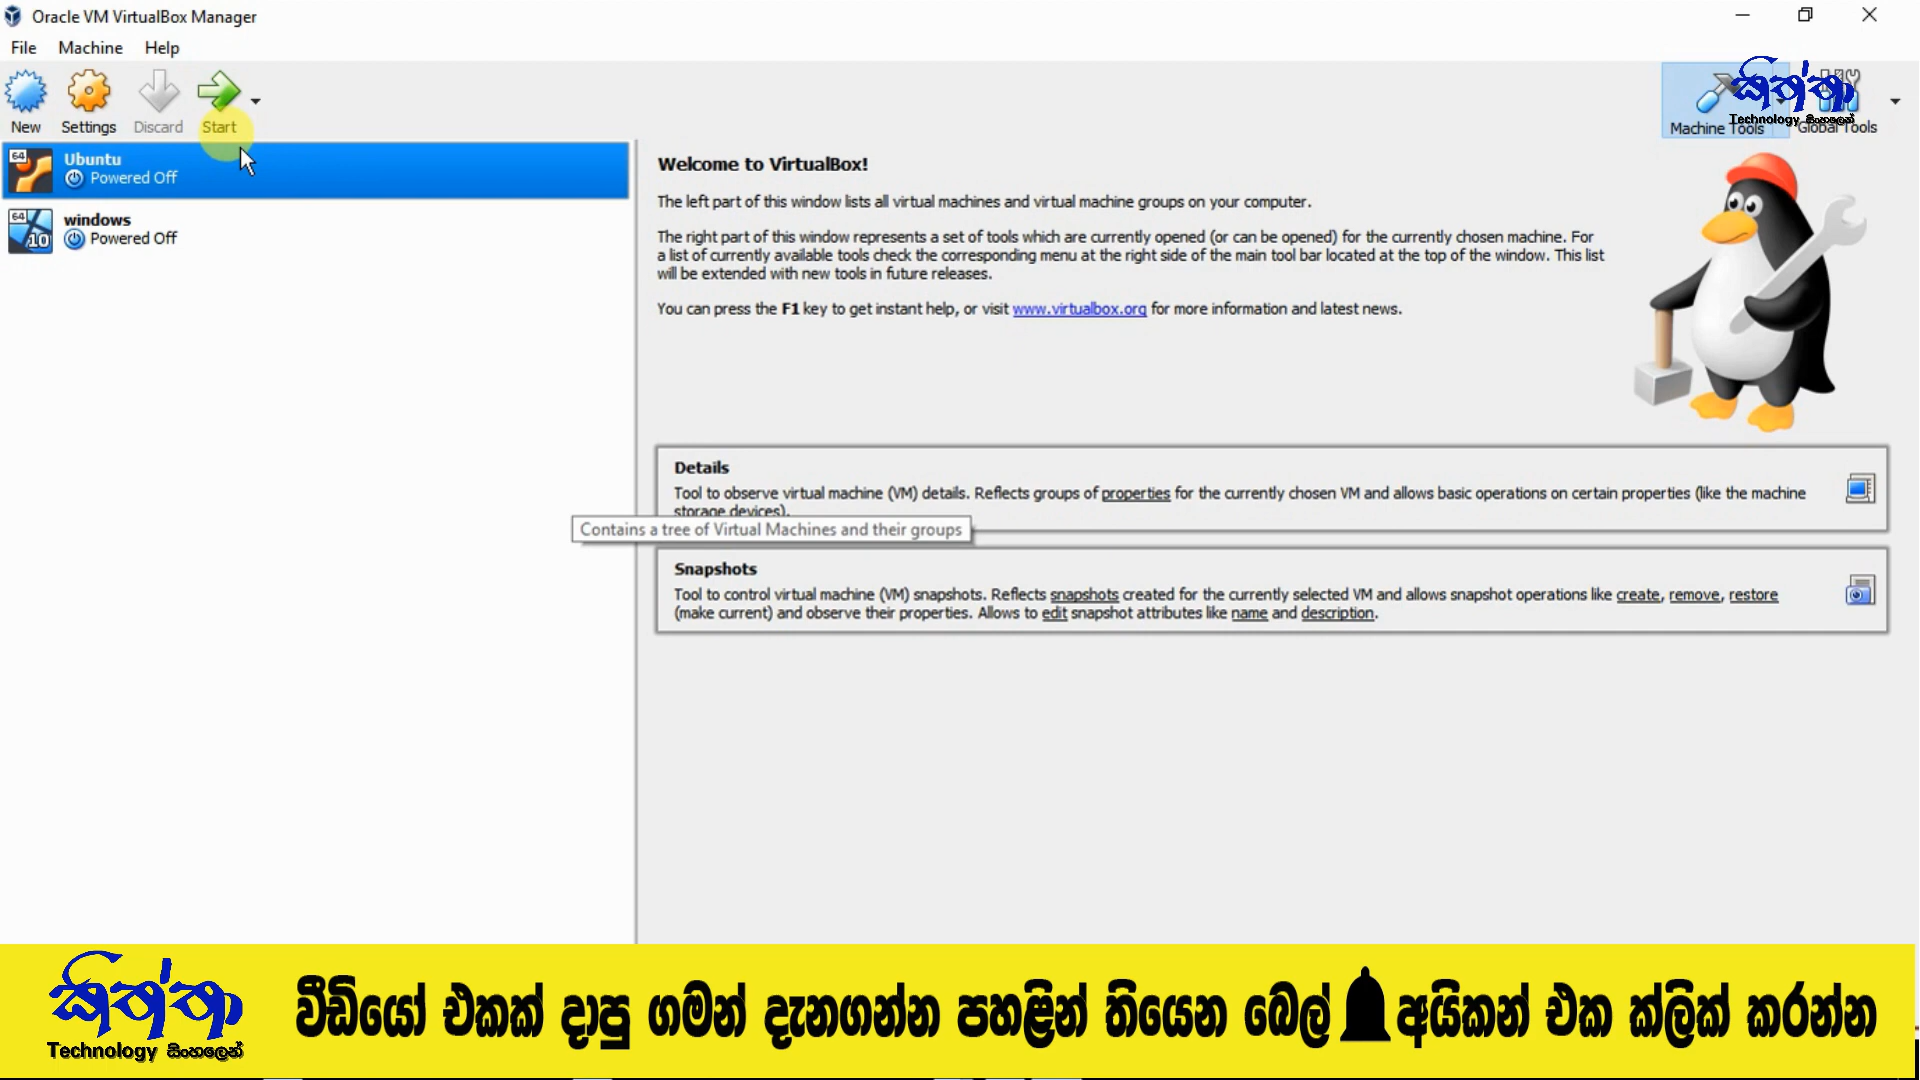 Oracle VM VirtualBox Manager
File Machine Help
New Settings Discard Start
Machine Tools Global Tools
කිත්තා
Technology සිංහලෙන්
64 Ubuntu
Powered Off
64 windows
10 Powered Off
Welcome to VirtualBox!
The left part of this window lists all virtual machines and virtual machine groups on your computer.
The right part of this window represents a set of tools which are currently opened (or can be opened) for the currently chosen machine. For
a list of currently available tools check the corresponding menu at the right side of the main tool bar located at the top of the window. This list
will be extended with new tools in future releases.
You can press the F1 key to get instant help, or visit www.virtualbox.org for more information and latest news.
Details
Tool to observe virtual machine (VM) details. Reflects groups of properties for the currently chosen VM and allows basic operations on certain properties (like the machine
storage devices).
Contains a tree of Virtual Machines and their groups
Snapshots
Tool to control virtual machine (VM) snapshots. Reflects snapshots created for the currently selected VM and allows snapshot operations like create, remove, restore
(make current) and observe their properties. Allows to edit snapshot attributes like name and description.
කිත්තා
Technology සිංහලෙන්
වීඩියෝ එකක් දාපු ගමන් දැනගන්න පහළින් තියෙන බෙල් අයිකන් එක ක්ලික් කරන්න